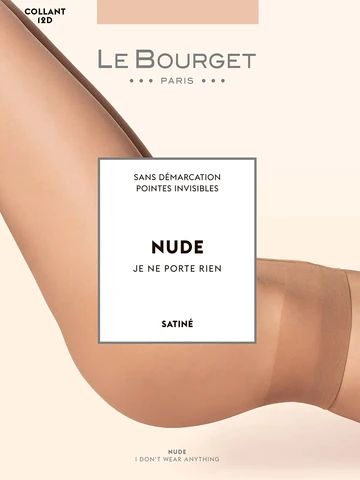 COLLANT
12D
LE BOURGET
••• PARIS •••
SANS DÉMARCATION
POINTES INVISIBLES
NUDE
JE NE PORTE RIEN
SATINÉ
NUDE
I DON'T WEAR ANYTHING